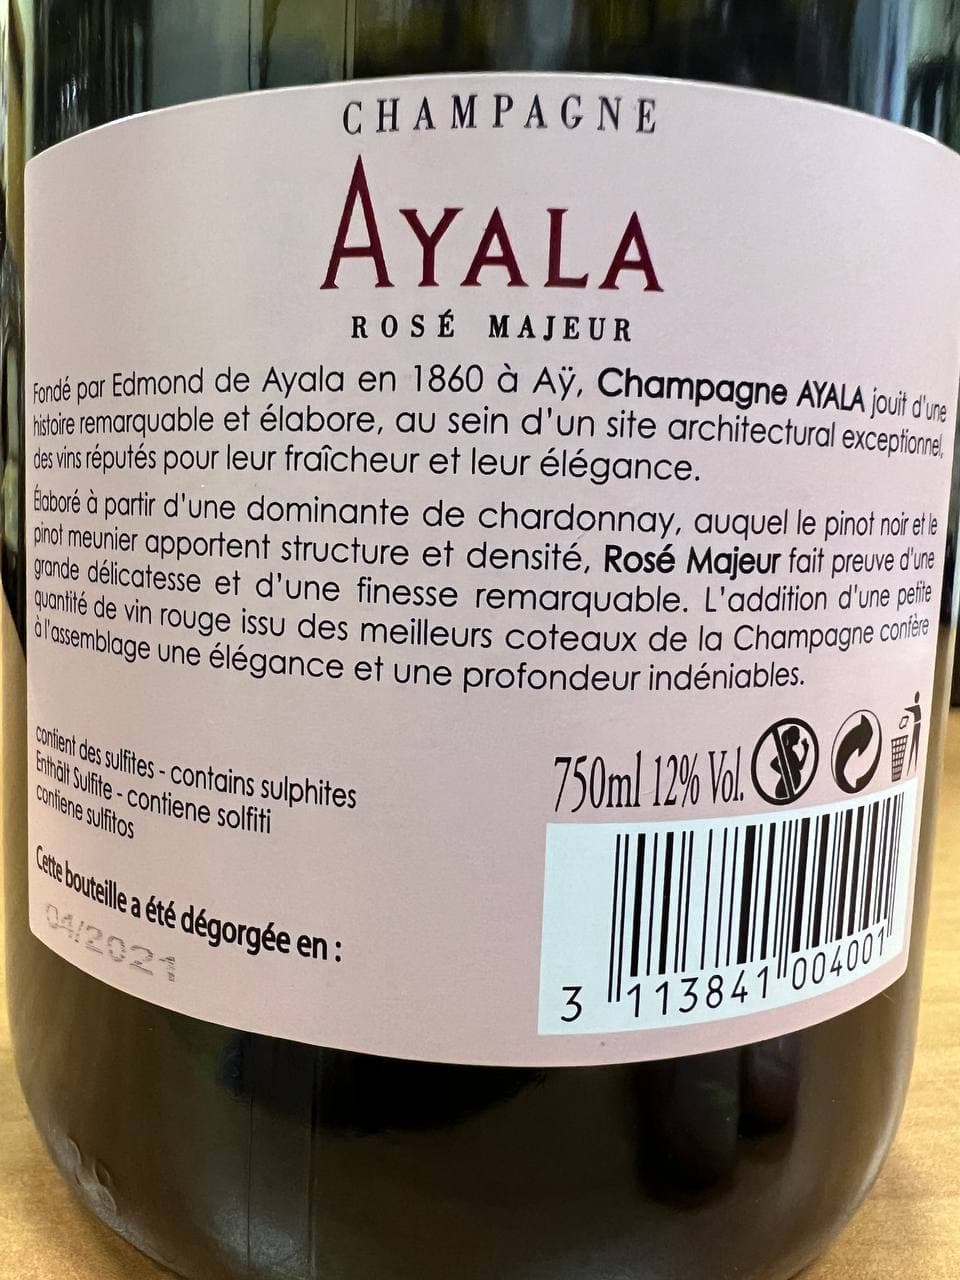 CHAMPAGNE
AYALA
ROSÉ MAJEUR
Fondé par Edmond de Ayala en 1860 à Aÿ, Champagne AYALA jouit d'une
histoire remarquable et élabore, au sein d'un site architectural exceptionnel,
des vins réputés pour leur fraîcheur et leur élégance.
Élaboré à partir d'une dominante de chardonnay, auquel le pinot noir et le
pinot meunier apportent structure et densité, Rosé Majeur fait preuve d'une
grande délicatesse et d'une finesse remarquable. L'addition d'une petite
quantité de vin rouge issu des meilleurs coteaux de la Champagne confère
à l'assemblage une élégance et une profondeur indéniables.
contient des sulfites - contains sulphites
Enthält Sulfite - contiene solfiti
contiene sulfitos
750ml 12% Vol.
Cette bouteille a été dégorgée en :
04/2021
3 113841 004001